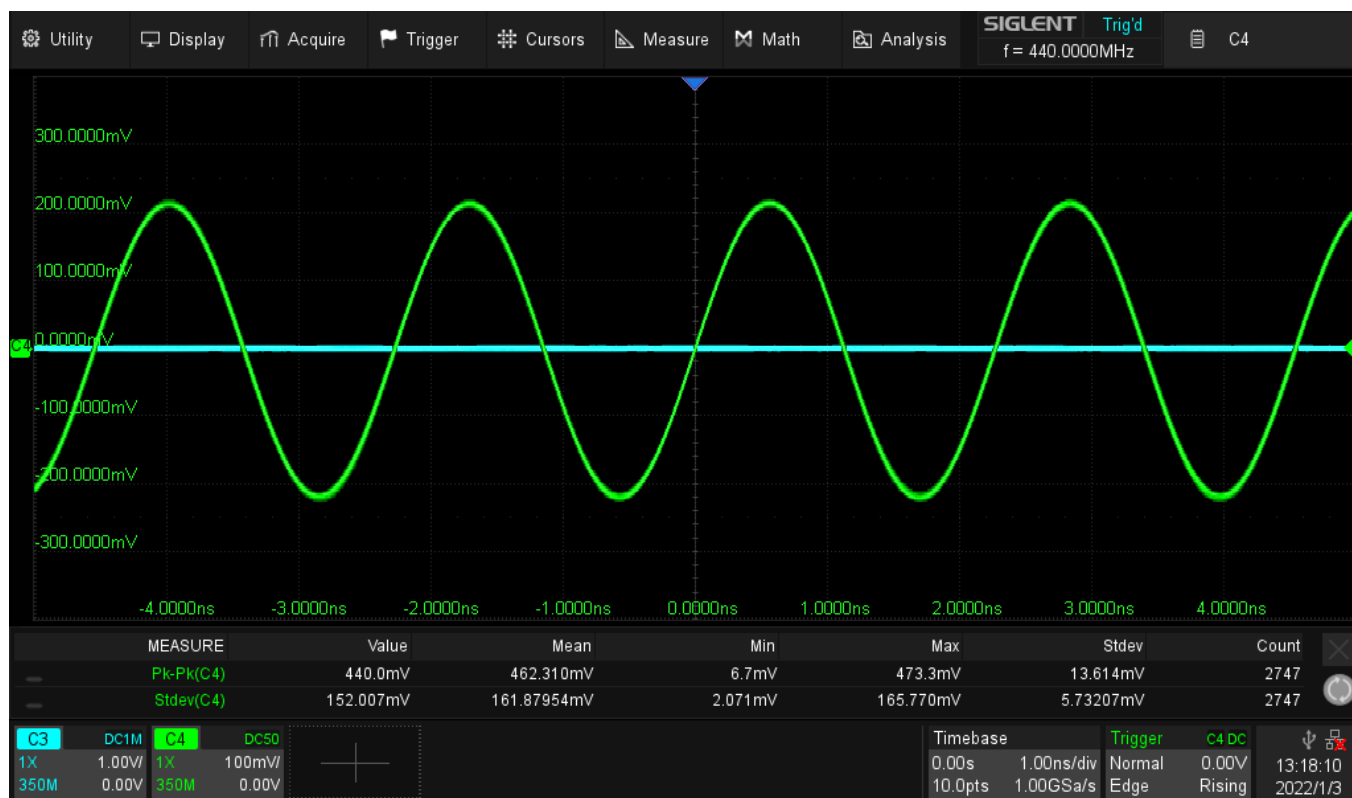 Utility Display Acquire Trigger Cursors Measure Math Analysis SIGLENT Trig'd C4
f = 440.0000MHz
300.0000mV
200.0000mV
100.0000mV
C4 0.0000mV
-100.0000mV
-200.0000mV
-300.0000mV
-4.0000ns -3.0000ns -2.0000ns -1.0000ns 0.0000ns 1.0000ns 2.0000ns 3.0000ns 4.0000ns
MEASURE Value Mean Min Max Stdev Count
Pk-Pk(C4) 440.0mV 462.310mV 6.7mV 473.3mV 13.614mV 2747
Stdev(C4) 152.007mV 161.87954mV 2.071mV 165.770mV 5.73207mV 2747
C3 DC1M C4 DC50 Timebase Trigger C4 DC
1X 1.00V/ 1X 100mV/ 0.00s 1.00ns/div Normal 0.00V 13:18:10
350M 0.00V 350M 0.00V 10.0pts 1.00GSa/s Edge Rising 2022/1/3